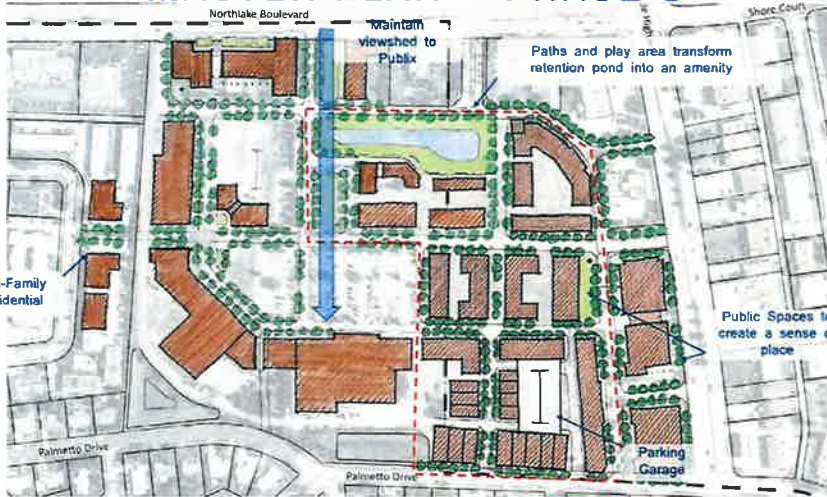 Northlake Boulevard
Shore Court
Maintain
viewshed to
Publix
Paths and play area transform
retention pond into an amenity
-Family
Public Spaces to
create a sense
place
Parking
Garage
Palmetto Drive
Palmetto Drive